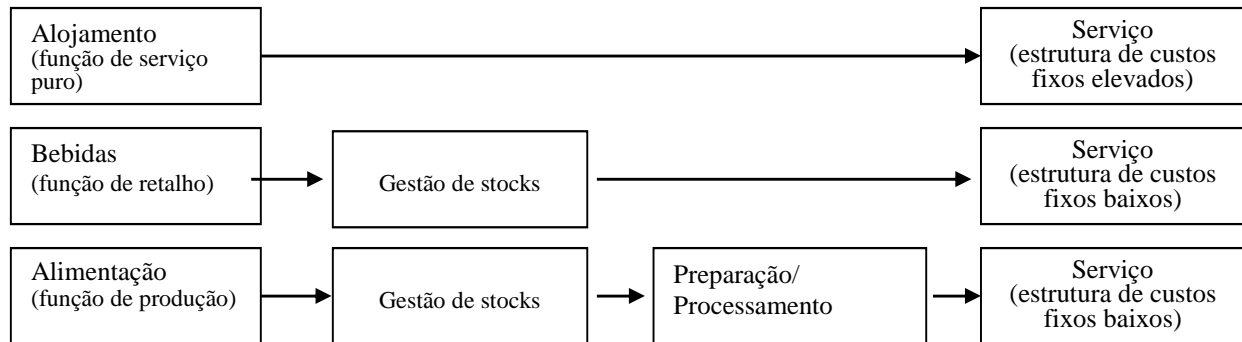 Alojamento
(função de serviço
puro)
Serviço
(estrutura de custos
fixos elevados)
Bebidas
(função de retalho)
Gestão de stocks
Serviço
(estrutura de custos
fixos baixos)
Alimentação
(função de produção)
Gestão de stocks
Preparação/
Processamento
Serviço
(estrutura de custos
fixos baixos)